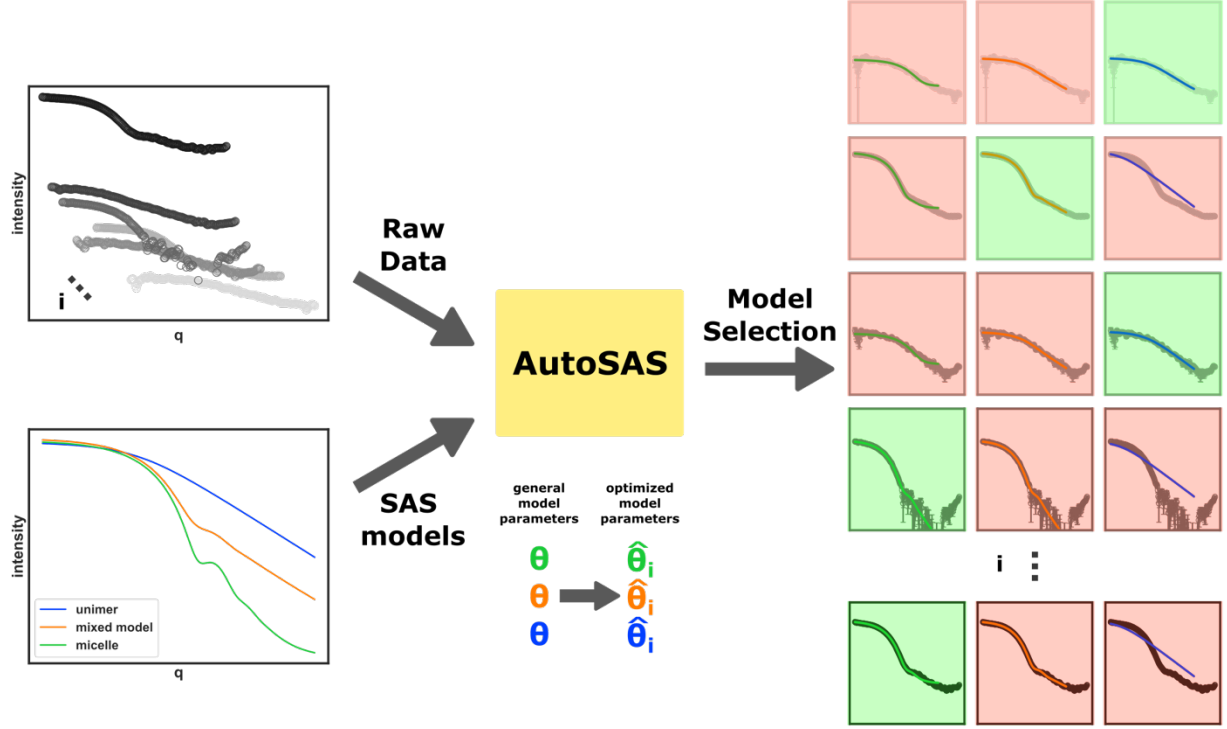 intensity
i
q
Raw
Data
intensity
unimer
mixed model
micelle
q
SAS
models
AutoSAS
general
model
parameters
optimized
model
parameters
θ
θ̂i
θ
θ̂i
θ
θ̂i
Model
Selection
i